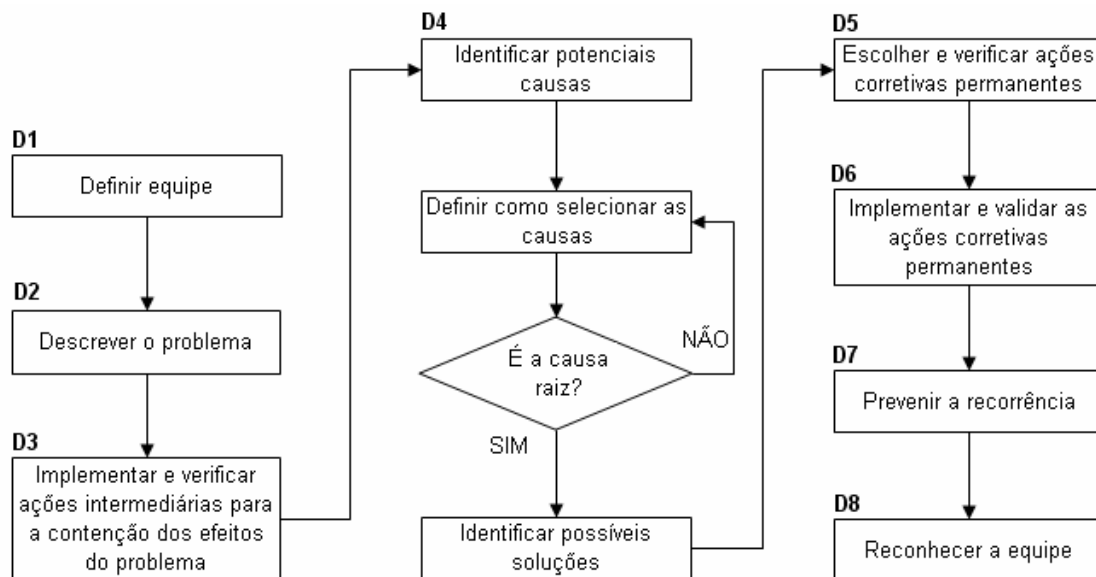 D1
Definir equipe
D2
Descrever o problema
D3
Implementar e verificar
ações intermediárias para
a contenção dos efeitos
do problema
D4
Identificar potenciais
causas
Definir como selecionar as
causas
É a causa
raiz?
NÃO
SIM
Identificar possíveis
soluções
D5
Escolher e verificar ações
corretivas permanentes
D6
Implementar e validar as
ações corretivas
permanentes
D7
Prevenir a recorrência
D8
Reconhecer a equipe